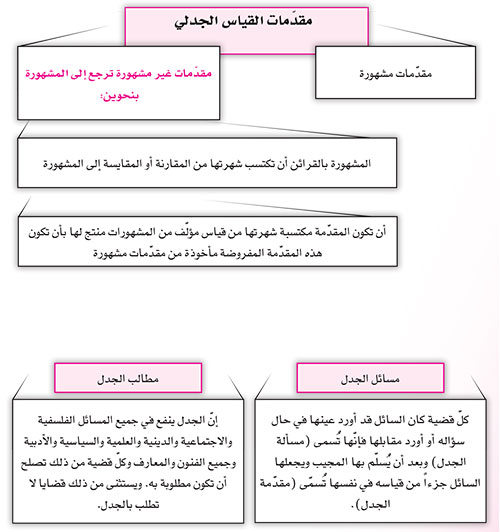 مقدّمات القياس الجدلي
مقدّمات مشهورة
مقدّمات غير مشهورة ترجع إلى المشهورة
بنحوين؛
المشهورة بالقرائن أن تكتسب شهرتها من المقارنة أو المقايسة إلى المشهورة
أن تكون المقدّمة مكتسبة شهرتها من قياس مؤلّف من المشهورات منتج لها بأن تكون
هذه المقدّمة المفروضة مأخوذة من مقدّمات مشهورة
مسائل الجدل
كلّ قضية كان السائل قد أورد عينها في حال
سؤاله أو أورد مقابلها فإنّها تُسمى (مسألة
الجدل) وبعد أن يُسلّم بها المجيب ويجعلها
السائل جزءاً من قياسه في نفسها تُسمّى (مقدّمة
الجدل).
مطالب الجدل
إنّ الجدل ينفع في جميع المسائل الفلسفية
والاجتماعية والدينية والعلمية والسياسية والأدبية
وجميع الفنون والمعارف وكلّ قضية من ذلك تصلح
أن تكون مطلوبة به. ويستثنى من ذلك قضايا لا
تطلب بالجدل.